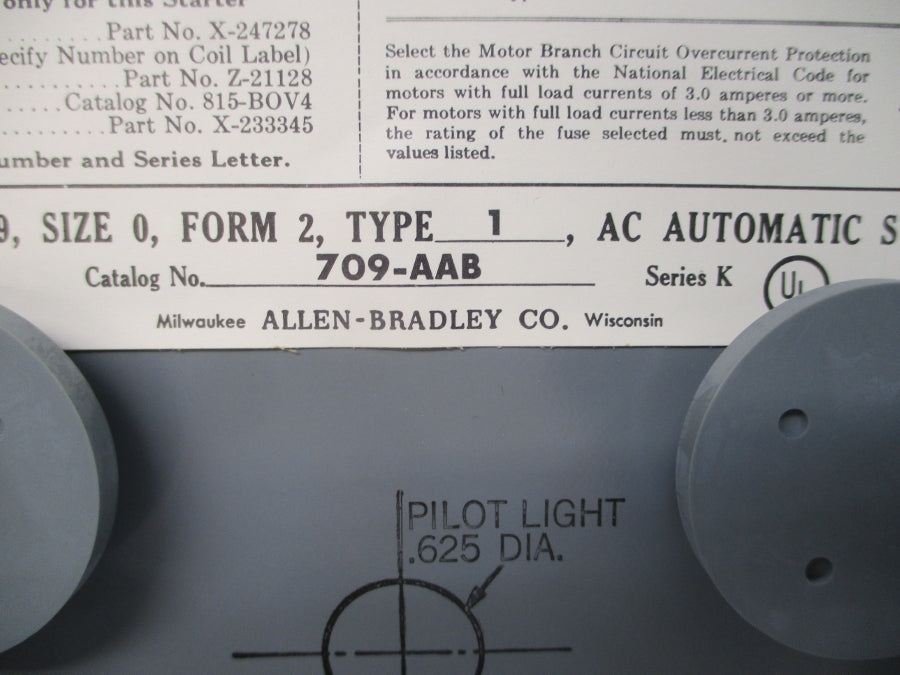 only for this Starter
Part No. X-247278
ecify Number on Coil Label)
Part No. Z-21128
Catalog No. 815-BOV4
Part No. X-233345
umber and Series Letter.
Select the Motor Branch Circuit Overcurrent Protection
in accordance with the National Electrical Code for
motors with full load currents of 3.0 amperes or more.
For motors with full load currents less than 3.0 amperes,
the rating of the fuse selected must. not exceed the
values listed.
9, SIZE 0, FORM 2, TYPE 1, AC AUTOMATIC S
Catalog No. 709-AAB Series K UL
Milwaukee ALLEN-BRADLEY CO. Wisconsin
PILOT LIGHT
.625 DIA.